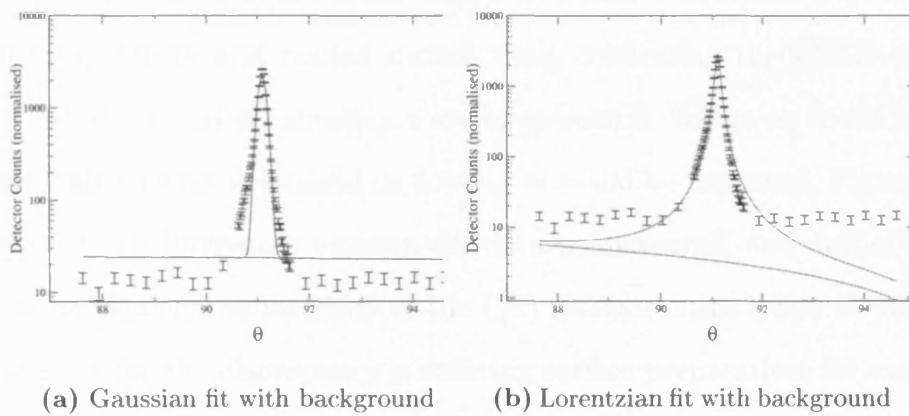 10000
1000
100
10
Detector Counts (normalised)
88
90
92
94
θ
10000
1000
100
10
1
Detector Counts (normalised)
88
90
92
94
θ
(a) Gaussian fit with background
(b) Lorentzian fit with background